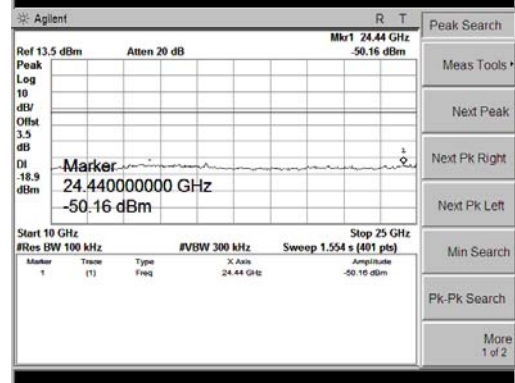 Agilent
R T
Peak Search
Mkr1 24.44 GHz
Ref 13.5 dBm Atten 20 dB -50.16 dBm
Peak
Log
10
dB/
Offst
3.5
dB
DI
-18.9
dBm
1
Marker
24.440000000 GHz
-50.16 dBm
Start 10 GHz Stop 25 GHz
#Res BW 100 kHz #VBW 300 kHz Sweep 1.554 s (401 pts)
Marker Trace Type X Axis Amplitude
1 (1) Freq 24.44 GHz -50.16 dBm
Meas Tools
Next Peak
Next Pk Right
Next Pk Left
Min Search
Pk-Pk Search
More
1 of 2